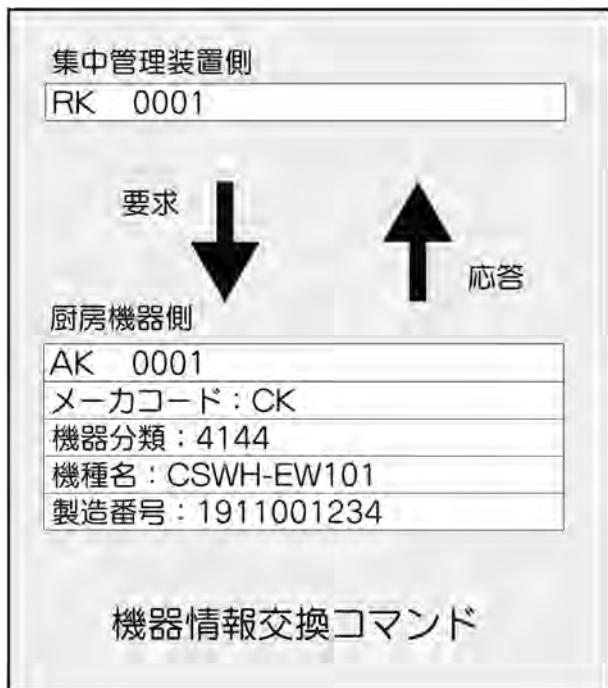 集中管理装置側
RK 0001
要求
応答
厨房機器側
AK 0001
メーカコード：CK
機器分類：4144
機種名：CSWH-EW101
製造番号：1911001234
機器情報交換コマンド